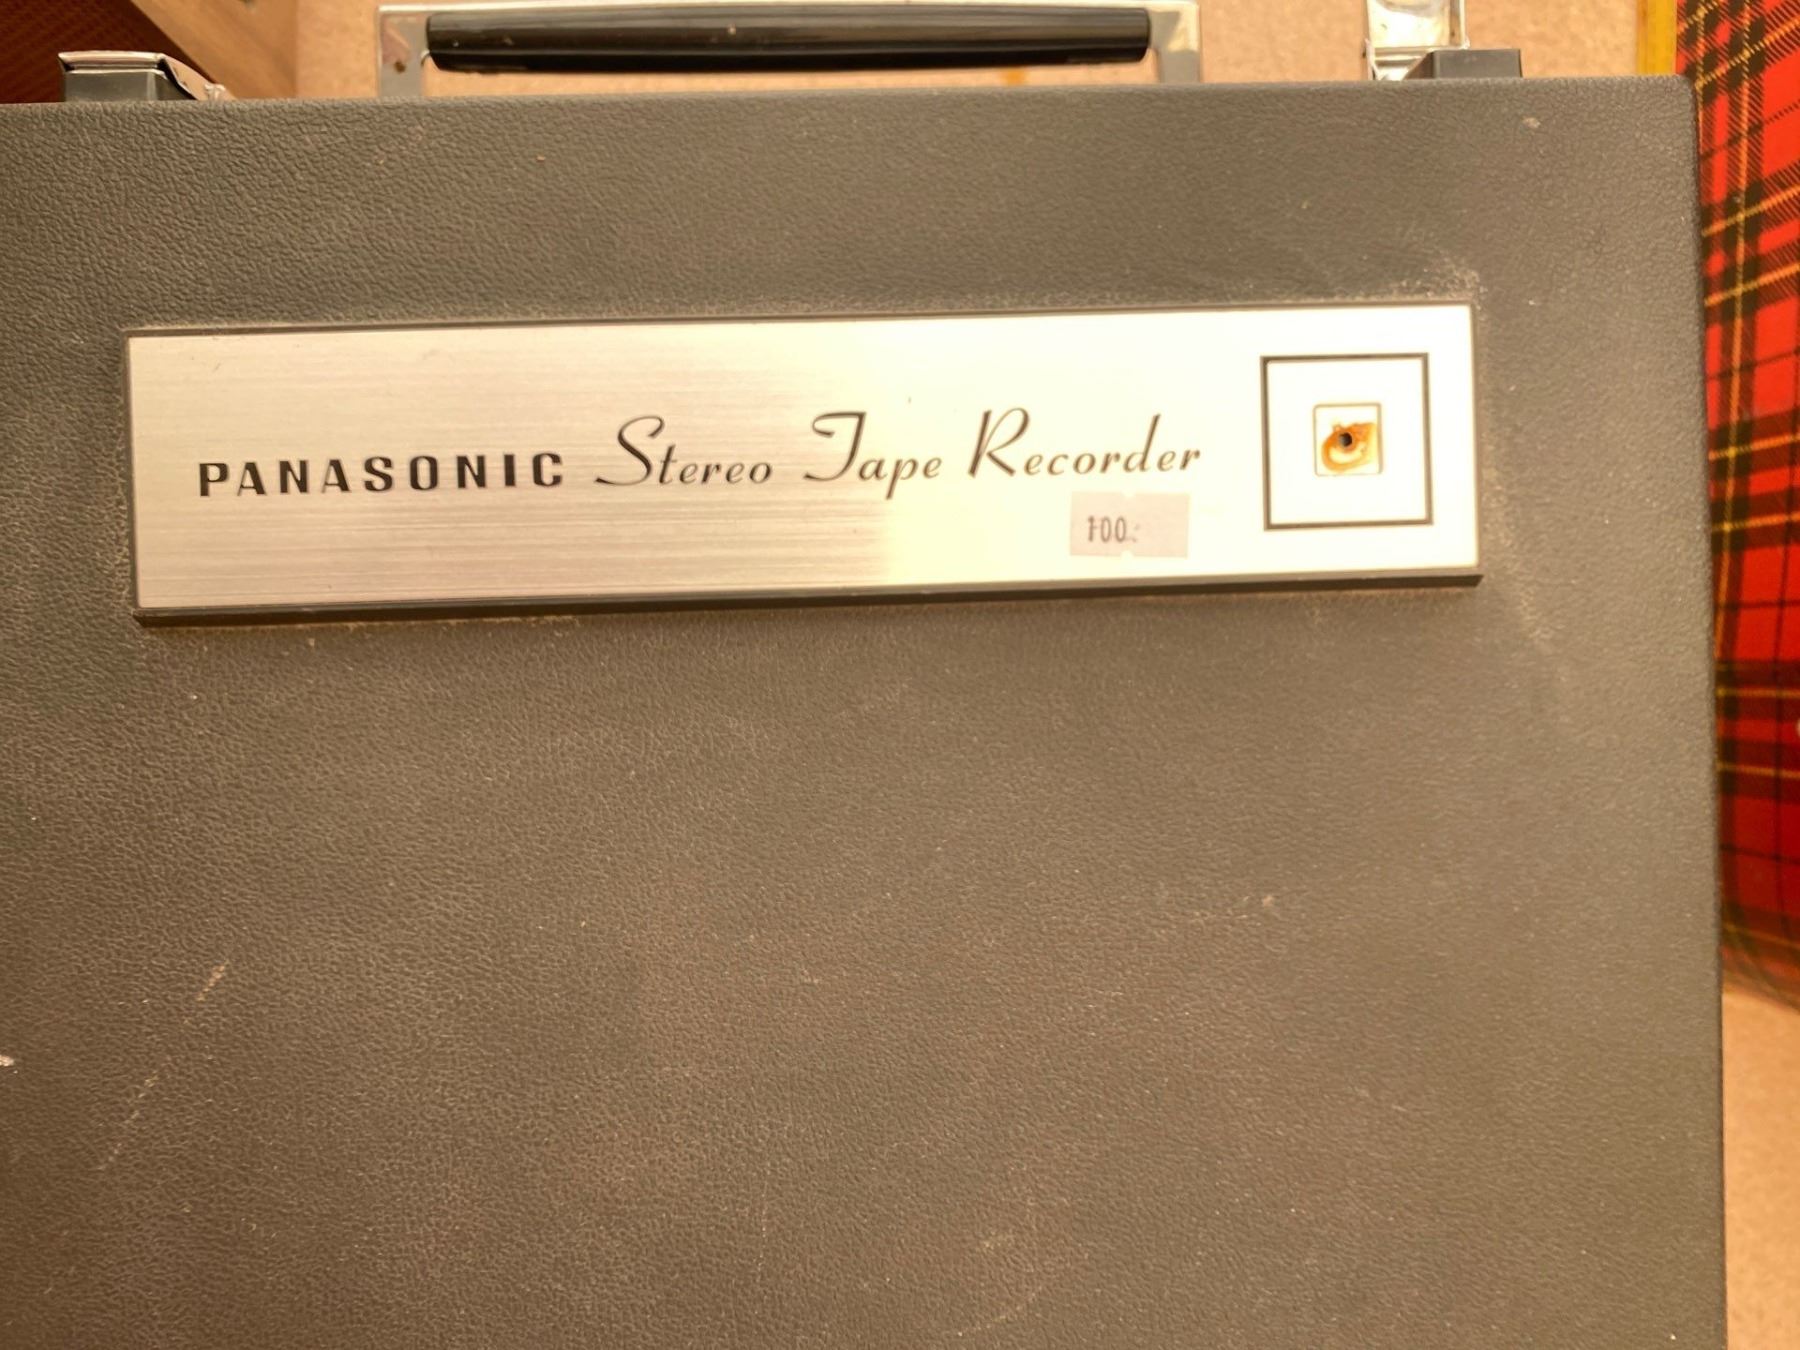 PANASONIC Stereo Tape Recorder
100.-